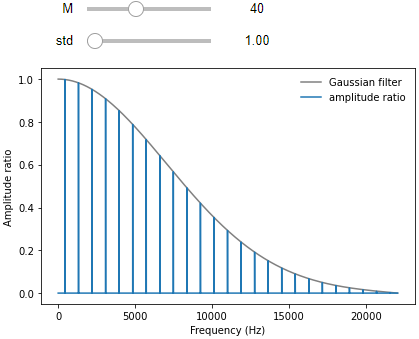 M 40
std 1.00
Gaussian filter
amplitude ratio
Amplitude ratio
1.0
0.8
0.6
0.4
0.2
0.0
0 5000 10000 15000 20000
Frequency (Hz)